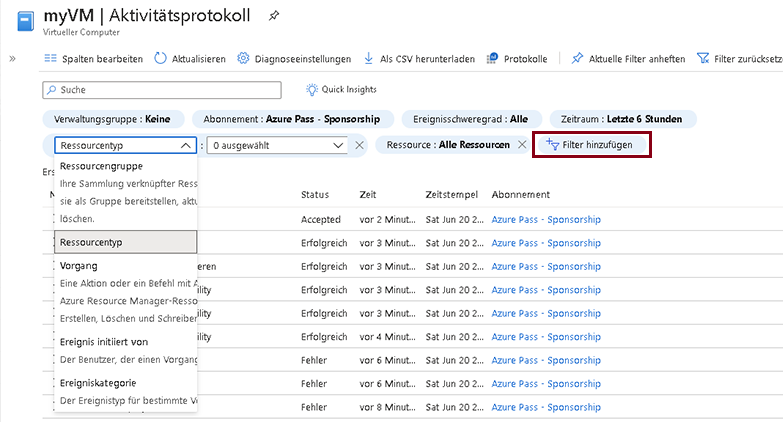 myVM | Aktivitätsprotokoll
Virtueller Computer
Spalten bearbeiten Aktualisieren Diagnoseeinstellungen Als CSV herunterladen Protokolle Aktuelle Filter anheften Filter zurücksetz
Suche Quick Insights
Verwaltungsgruppe : Keine Abonnement : Azure Pass - Sponsorship Ereignisschweregrad : Alle Zeitraum : Letzte 6 Stunden
Ressourcentyp : 0 ausgewählt Ressource : Alle Ressourcen Filter hinzufügen
Ressourcengruppe
Ihre Sammlung verknüpfter Ress
sie als Gruppe bereitstellen, aktu
löschen.
Ressourcentyp
Vorgang
Eine Aktion oder ein Befehl mit A
Azure Resource Manager-Resso
Erstellen, Löschen und Schreiber
Ereignis initiiert von
Der Benutzer, der einen Vorgang
Ereigniskategorie
Der Ereignistyp für bestimmte Vo
Status Zeit Zeitstempel Abonnement
Accepted vor 2 Minut... Sat Jun 20 2... Azure Pass - Sponsorship
Erfolgreich vor 3 Minut... Sat Jun 20 2... Azure Pass - Sponsorship
eren Erfolgreich vor 3 Minut... Sat Jun 20 2... Azure Pass - Sponsorship
ility Erfolgreich vor 3 Minut... Sat Jun 20 2... Azure Pass - Sponsorship
ility Erfolgreich vor 3 Minut... Sat Jun 20 2... Azure Pass - Sponsorship
ility Erfolgreich vor 4 Minut... Sat Jun 20 2... Azure Pass - Sponsorship
Fehler vor 6 Minut... Sat Jun 20 2... Azure Pass - Sponsorship
Fehler vor 6 Minut... Sat Jun 20 2... Azure Pass - Sponsorship
Fehler vor 8 Minut... Sat Jun 20 2... Azure Pass - Sponsorship